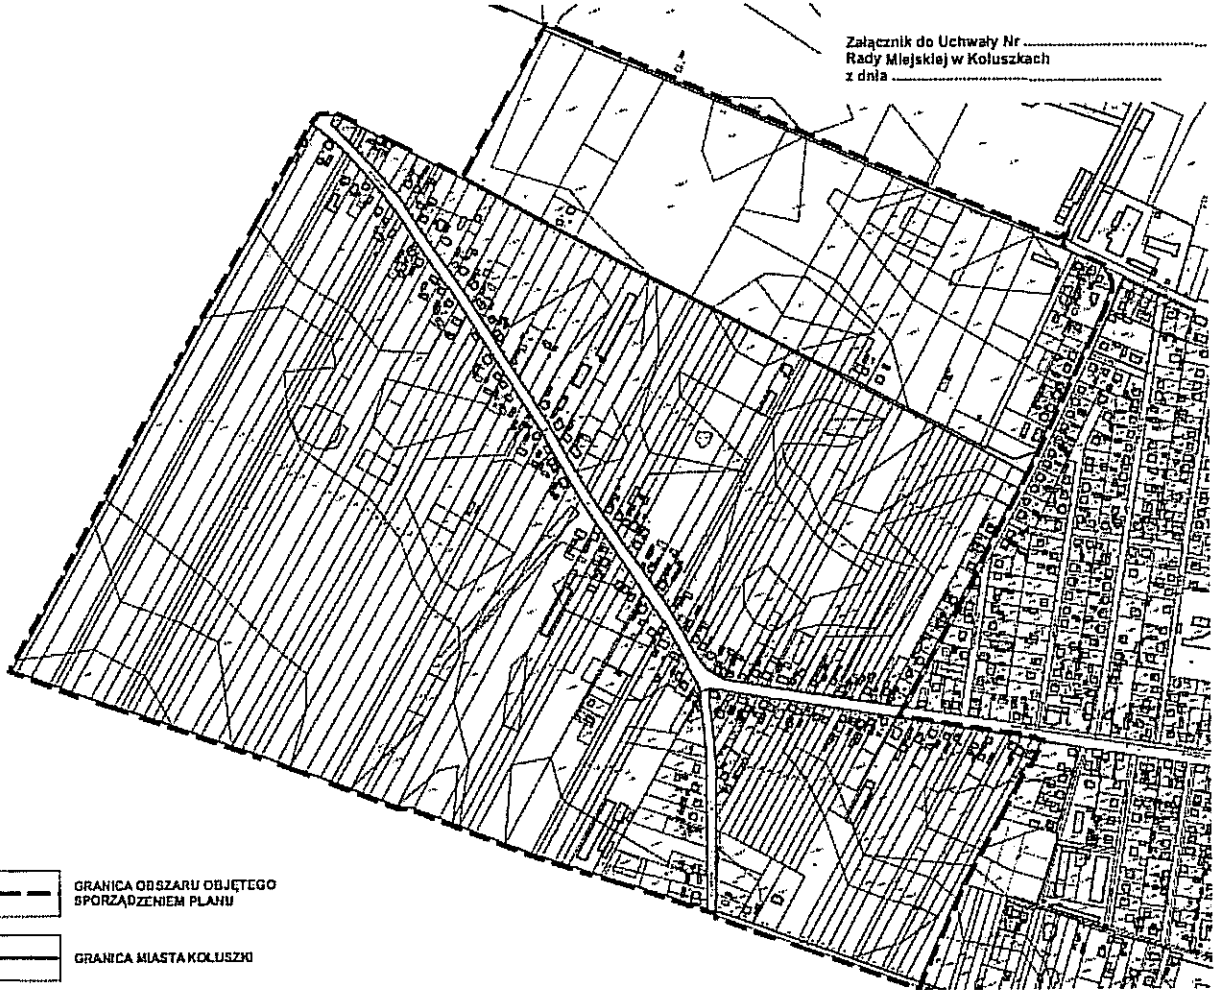 Załącznik do Uchwały Nr ................................................
Rady Miejskiej w Koluszkach
z dnia ................................................
GRANICA OBSZARU OBJĘTEGO
SPORZĄDZENIEM PLANU
GRANICA MIASTA KOLUSZKI